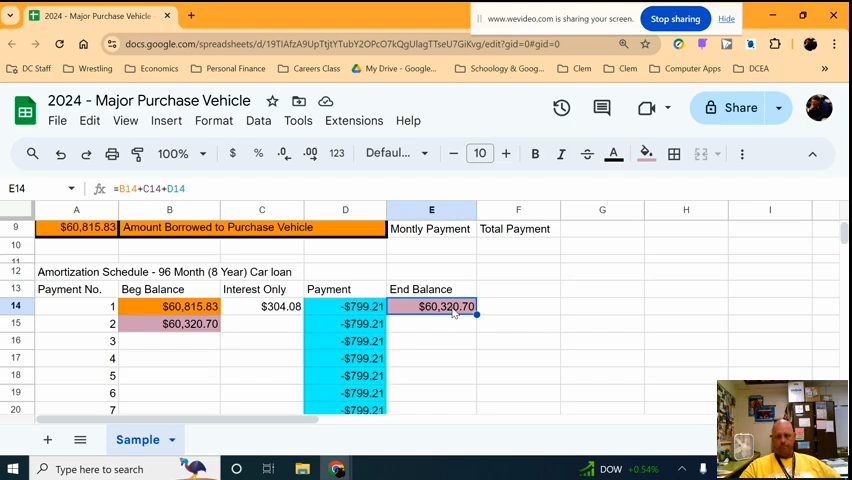 2024 - Major Purchase Vehicle
www.wevideo.com is sharing your screen.
Stop sharing
Hide
docs.google.com/spreadsheets/d/19TlAfzA9UpTtjtYTubY2OPcO7kQgUlagTTseU7GiKvg/edit?gid=0#gid=0
DC Staff Wrestling Economics Personal Finance Careers Class My Drive - Google... Schoology & Goog... Clem Clem Computer Apps DCEA
2024 - Major Purchase Vehicle
File Edit View Insert Format Data Tools Extensions Help
Share
100% $ % .0 .00 123 Defaul... 10 B I A
E14 =B14+C14+D14
A B C D E F G H I
9 $60,815.83 Amount Borrowed to Purchase Vehicle Montly Payment Total Payment
10
11
12 Amortization Schedule - 96 Month (8 Year) Car loan
13 Payment No. Beg Balance Interest Only Payment End Balance
14 1 $60,815.83 $304.08 -$799.21 $60,320.70
15 2 $60,320.70 -$799.21
16 3 -$799.21
17 4 -$799.21
18 5 -$799.21
19 6 -$799.21
20 7 -$799.21
Sample
Type here to search
DOW +0.54%